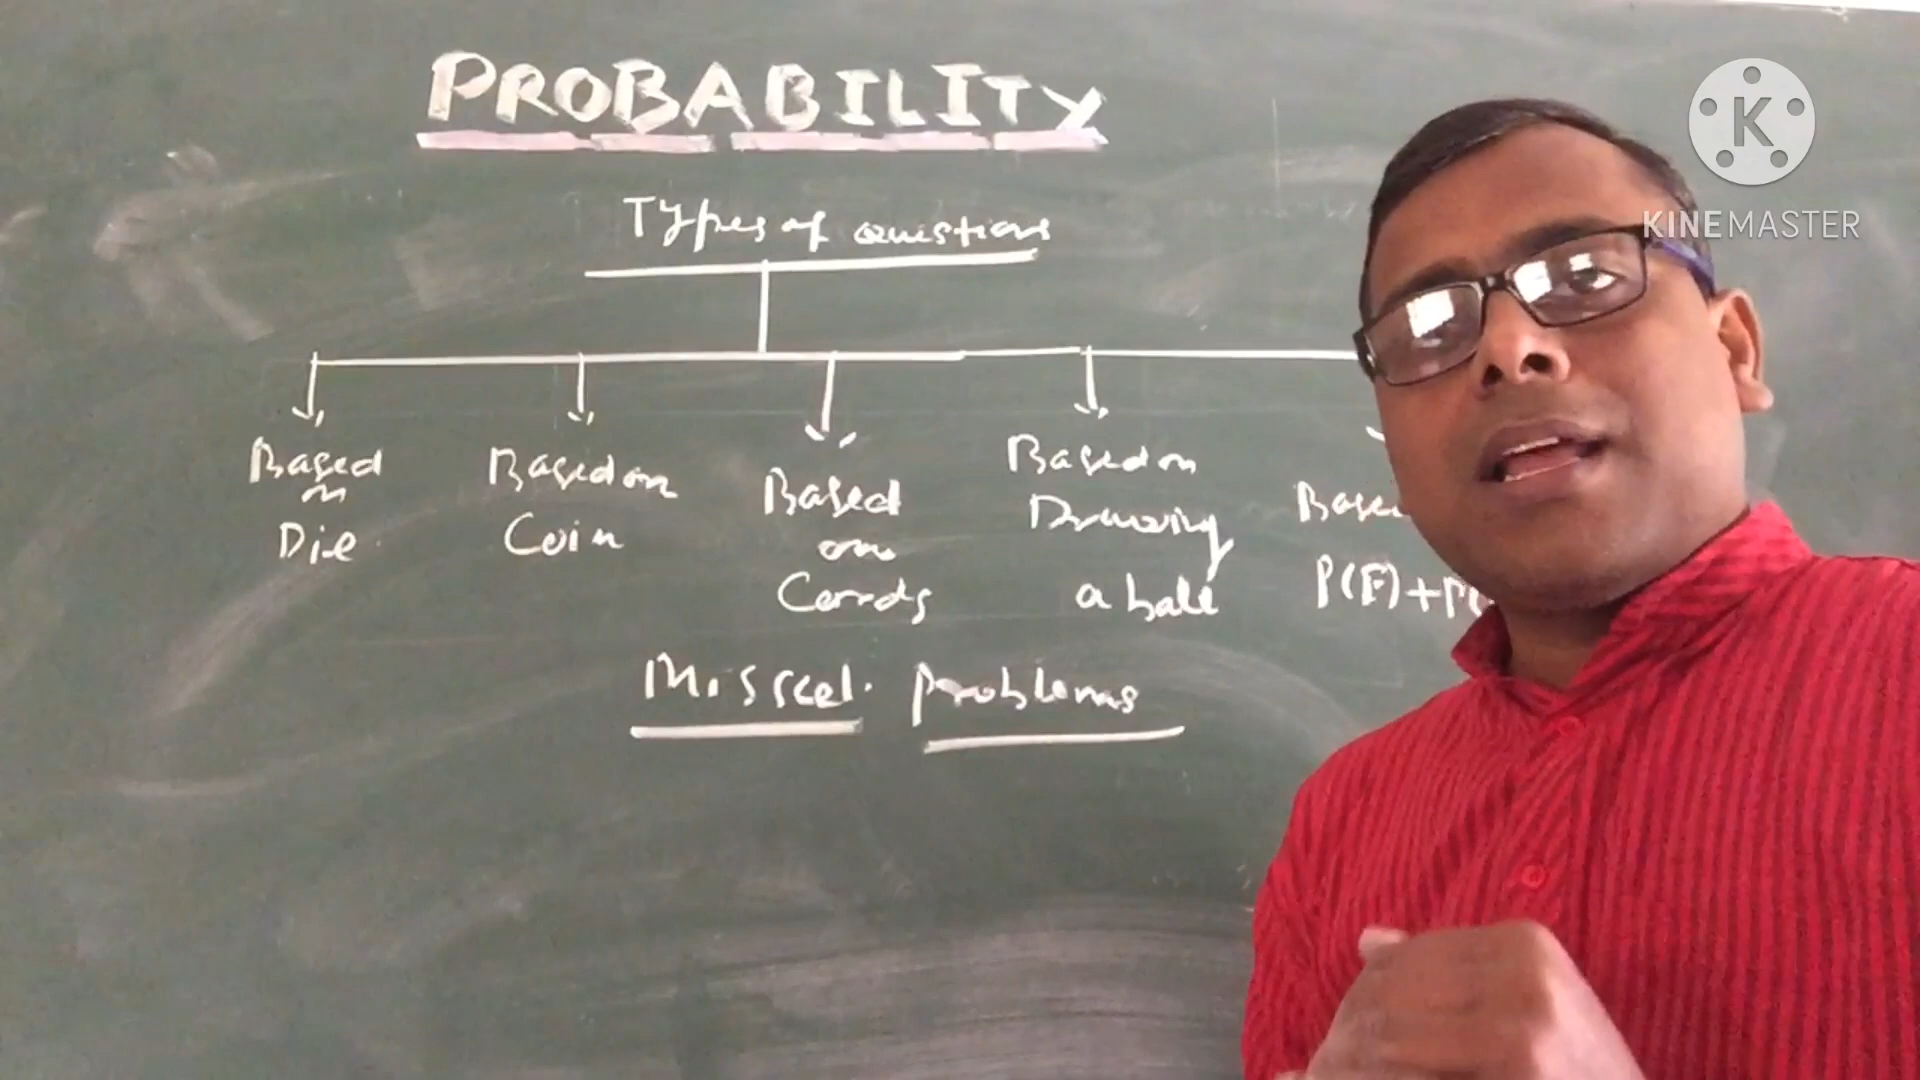 PROBABILITY
Types of Questions
Based
on
Die
Based on
Coin
Based
on
Cards
Based on
Drawing
a ball
P(E)+
Miscel. Problems
K
KINEMASTER